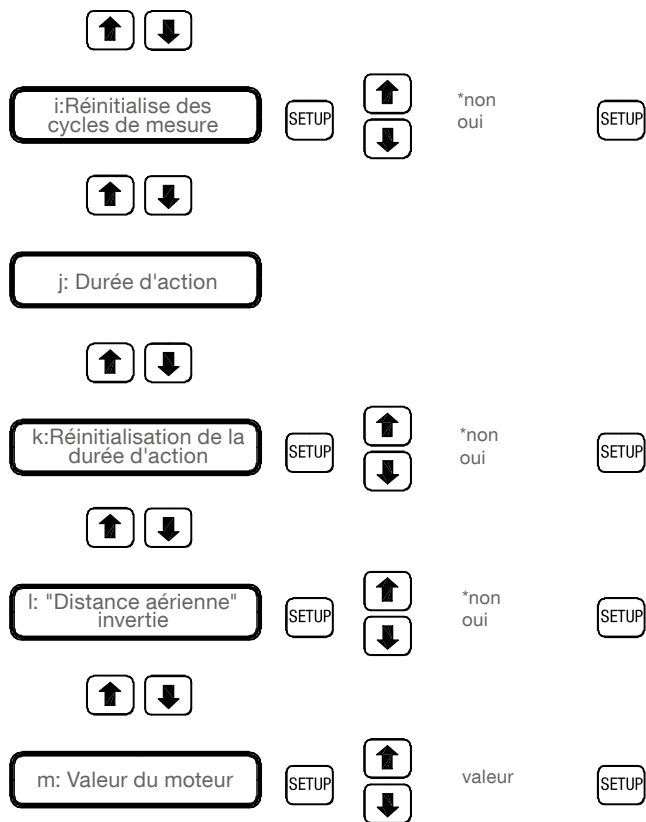 i:Réinitialise des
cycles de mesure
SETUP
*non
oui
SETUP
j: Durée d'action
k:Réinitialisation de la
durée d'action
SETUP
*non
oui
SETUP
l: "Distance aérienne"
invertie
SETUP
*non
oui
SETUP
m: Valeur du moteur
SETUP
valeur
SETUP